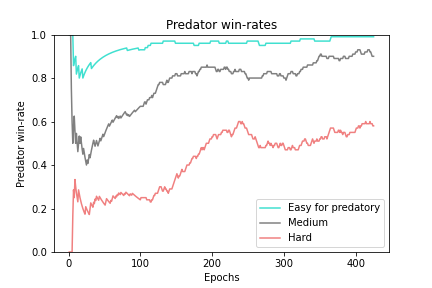 Predator win-rates
1.0
0.8
0.6
0.4
0.2
0.0
Predator win-rate
0
100
200
300
400
Epochs
Easy for predatory
Medium
Hard